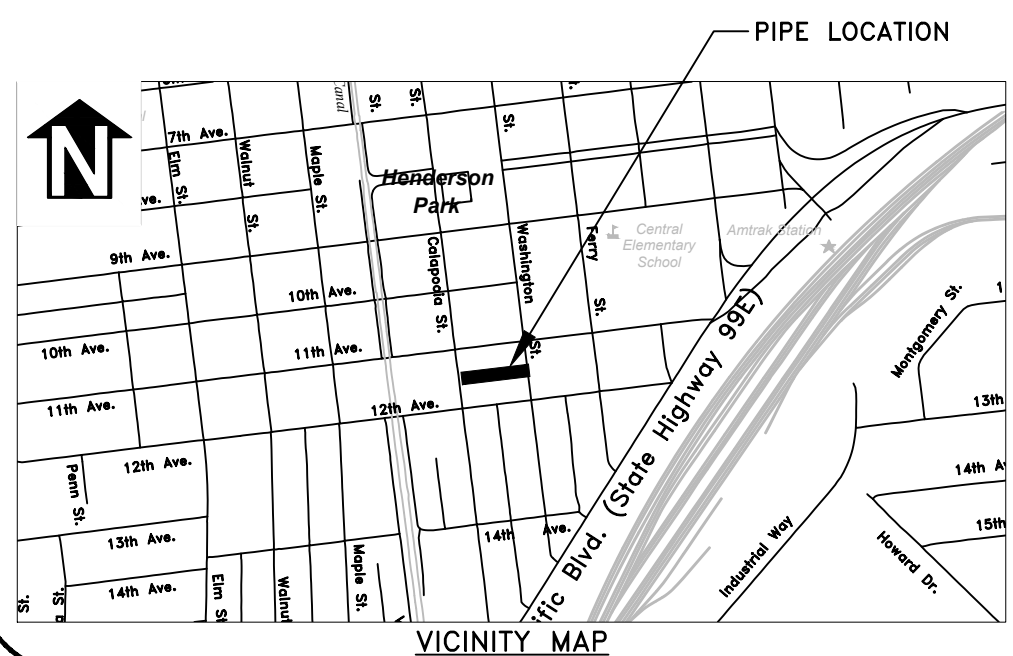 PIPE LOCATION
N
Canal
St.
St.
St.
7th Ave.
Elm St.
Walnut St.
Maple St.
Henderson
Park
ve.
9th Ave.
Calapooia St.
Washington St.
Ferry St.
Central
Elementary
School
Amtrak Station
10th Ave.
10th Ave.
11th Ave.
11th Ave.
12th Ave.
12th Ave.
Montgomery St.
13th
14th A
15th
Penn St.
13th Ave.
14th Ave.
14th Ave.
ific Blvd. (State Highway 99E)
Industrial Way
Howard Dr.
St.
Elm St
Walnut
Maple St.
VICINITY MAP